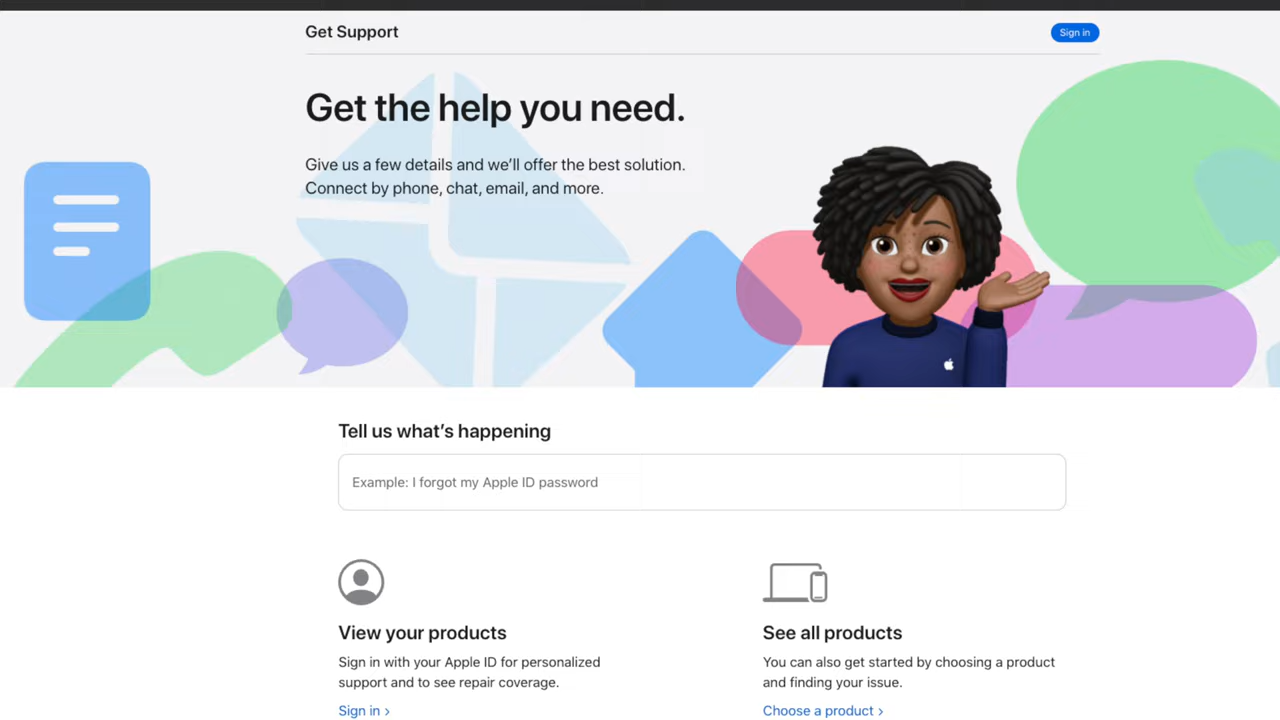 Get Support
Sign in
Get the help you need.
Give us a few details and we’ll offer the best solution.
Connect by phone, chat, email, and more.
Tell us what’s happening
Example: I forgot my Apple ID password
View your products
Sign in with your Apple ID for personalized
support and to see repair coverage.
Sign in ›
See all products
You can also get started by choosing a product
and finding your issue.
Choose a product ›